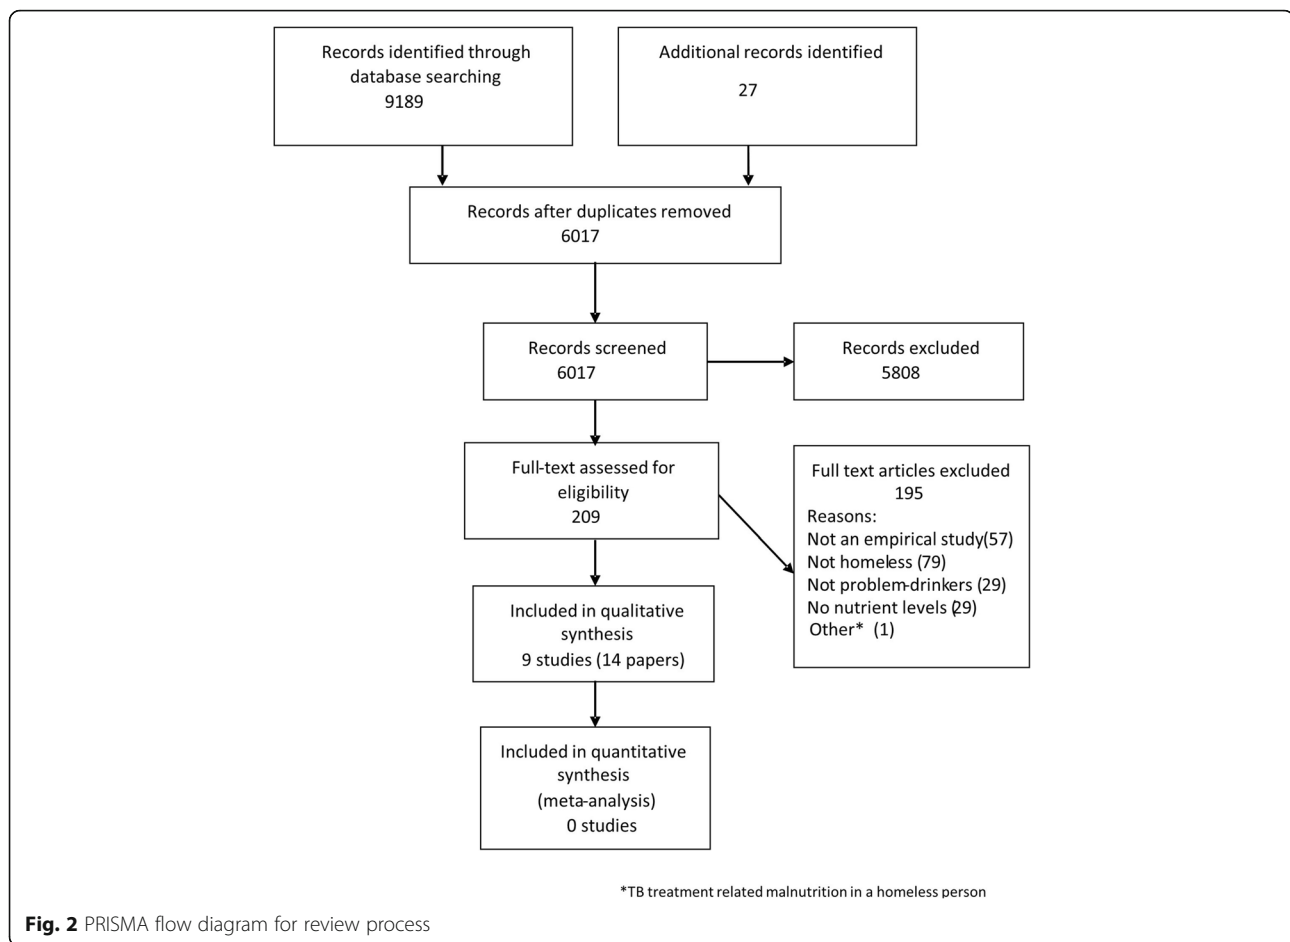 Records identified through
database searching
9189
Additional records identified
27
Records after duplicates removed
6017
Records screened
6017
Records excluded
5808
Full-text assessed for
eligibility
209
Full text articles excluded
195
Reasons:
Not an empirical study(57)
Not homeless (79)
Not problem-drinkers (29)
No nutrient levels (29)
Other* (1)
Included in qualitative
synthesis
9 studies (14 papers)
Included in quantitative
synthesis
(meta-analysis)
0 studies
*TB treatment related malnutrition in a homeless person
Fig. 2 PRISMA flow diagram for review process